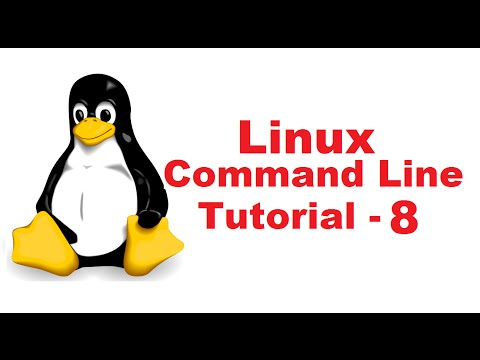 Linux
Command Line
Tutorial - 8